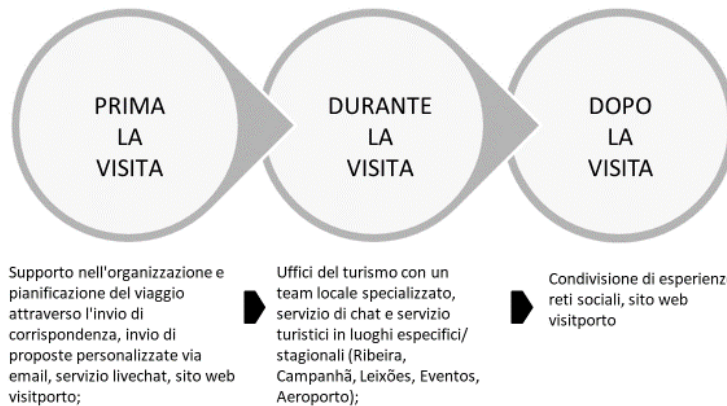 PRIMA
LA
VISITA
DURANTE
LA
VISITA
DOPO
LA
VISITA
Supporto nell'organizzazione e
pianificazione del viaggio
attraverso l'invio di
corrispondenza, invio di
proposte personalizzate via
email, servizio livechat, sito web
visitporto;
Uffici del turismo con un
team locale specializzato,
servizio di chat e servizio
turistici in luoghi specifici/
stagionali (Ribeira,
Campanhã, Leixões, Eventos,
Aeroporto);
Condivisione di esperienz
reti sociali, sito web
visitporto